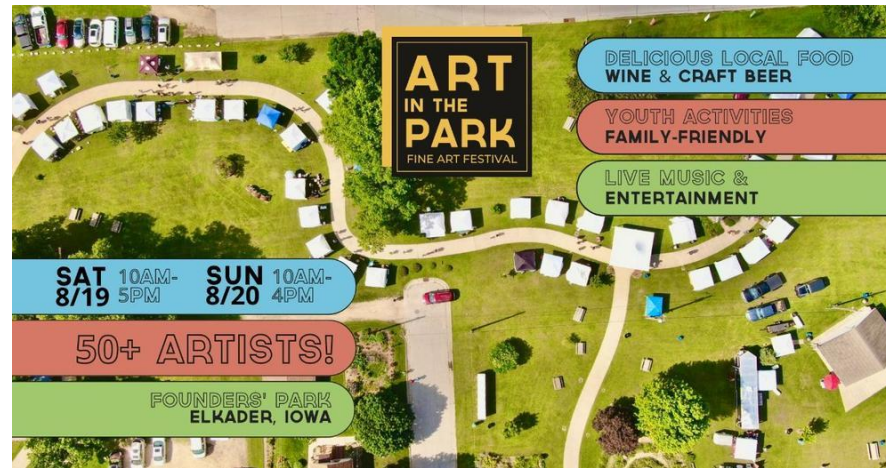 ART
IN THE
PARK
FINE ART FESTIVAL
DELICIOUS LOCAL FOOD
WINE & CRAFT BEER
YOUTH ACTIVITIES
FAMILY-FRIENDLY
LIVE MUSIC &
ENTERTAINMENT
SAT 10AM-
8/19 5PM
SUN 10AM-
8/20 4PM
50+ ARTISTS!
FOUNDERS' PARK
ELKADER, IOWA